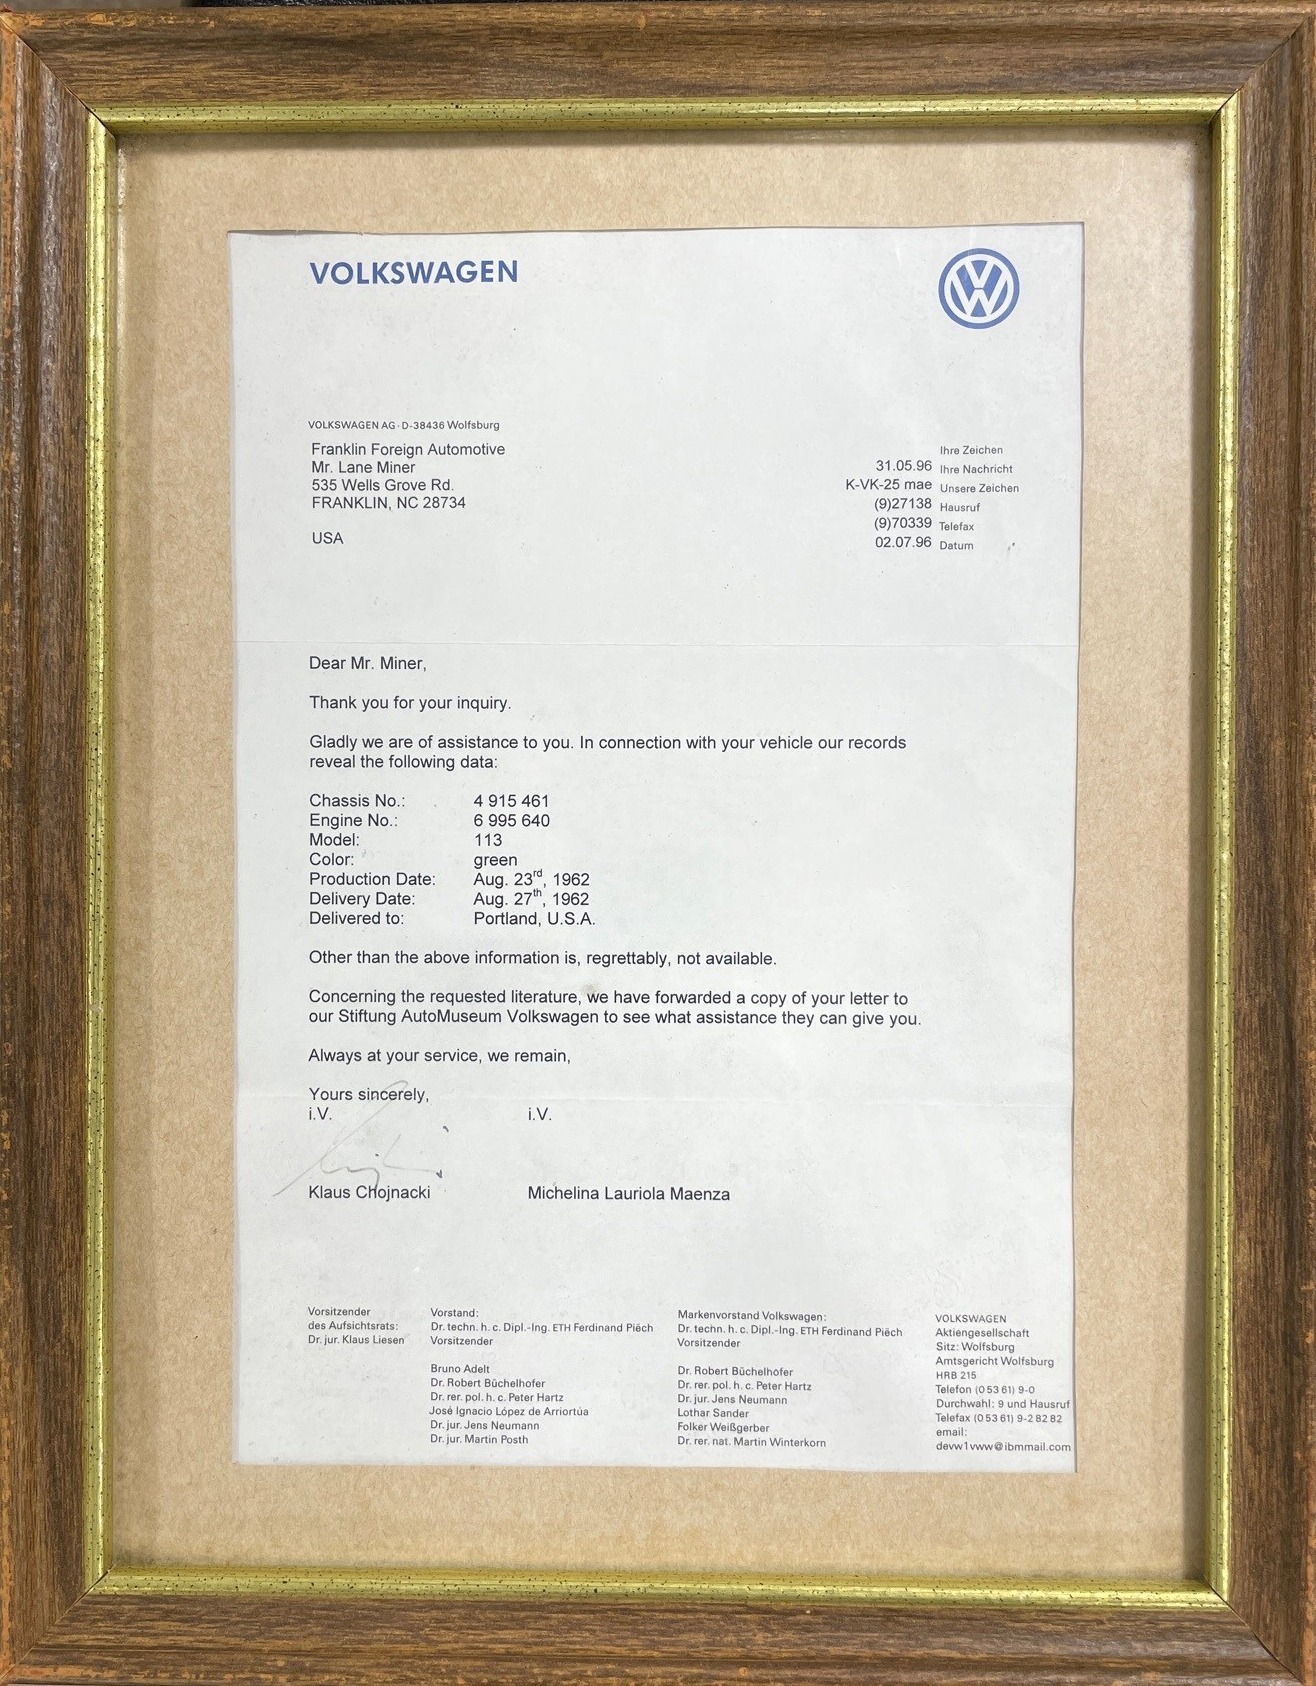 VOLKSWAGEN
VOLKSWAGEN AG · D-38436 Wolfsburg
Franklin Foreign Automotive
Mr. Lane Miner
535 Wells Grove Rd.
FRANKLIN, NC 28734
USA
Ihre Zeichen
31.05.96 Ihre Nachricht
K-VK-25 mae Unsere Zeichen
(9)27138 Hausruf
(9)70339 Telefax
02.07.96 Datum
Dear Mr. Miner,
Thank you for your inquiry.
Gladly we are of assistance to you. In connection with your vehicle our records
reveal the following data:
Chassis No.: 4 915 461
Engine No.: 6 995 640
Model: 113
Color: green
Production Date: Aug. 23rd, 1962
Delivery Date: Aug. 27th, 1962
Delivered to: Portland, U.S.A.
Other than the above information is, regrettably, not available.
Concerning the requested literature, we have forwarded a copy of your letter to
our Stiftung AutoMuseum Volkswagen to see what assistance they can give you.
Always at your service, we remain,
Yours sincerely,
i.V. i.V.
Klaus Chojnacki Michelina Lauriola Maenza
Vorsitzender
des Aufsichtsrats:
Dr. jur. Klaus Liesen
Vorstand:
Dr. techn. h. c. Dipl.-Ing. ETH Ferdinand Piëch
Vorsitzender
Bruno Adelt
Dr. Robert Büchelhofer
Dr. rer. pol. h. c. Peter Hartz
José Ignacio López de Arriortúa
Dr. jur. Jens Neumann
Dr. jur. Martin Posth
Markenvorstand Volkswagen:
Dr. techn. h. c. Dipl.-Ing. ETH Ferdinand Piëch
Vorsitzender
Dr. Robert Büchelhofer
Dr. rer. pol. h. c. Peter Hartz
Dr. jur. Jens Neumann
Lothar Sander
Folker Weißgerber
Dr. rer. nat. Martin Winterkorn
VOLKSWAGEN
Aktiengesellschaft
Sitz: Wolfsburg
Amtsgericht Wolfsburg
HRB 215
Telefon (0 53 61) 9-0
Durchwahl: 9 und Hausruf
Telefax (0 53 61) 9-2 82 82
email:
devw1vww@ibmmail.com